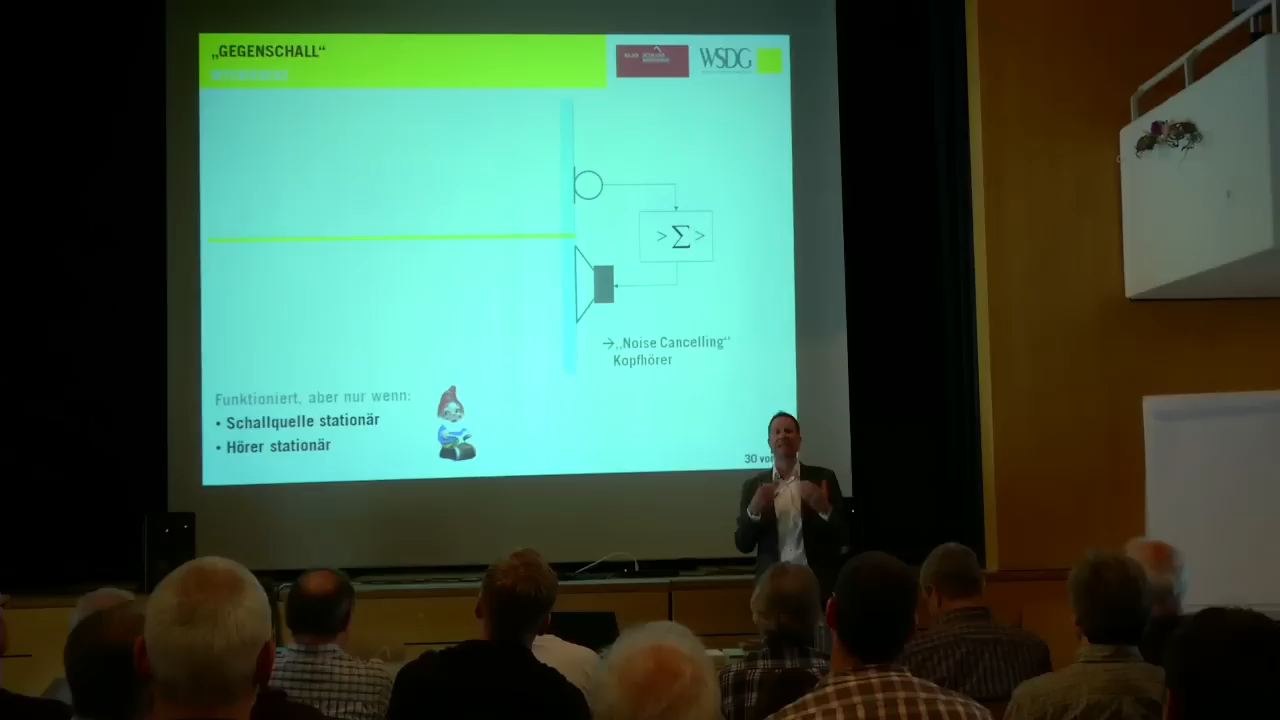 „GEGENSCHALL“
WSDG
> Σ >
→„Noise Cancelling“
Kopfhörer
Funktioniert, aber nur wenn:
• Schallquelle stationär
• Hörer stationär
30 vo